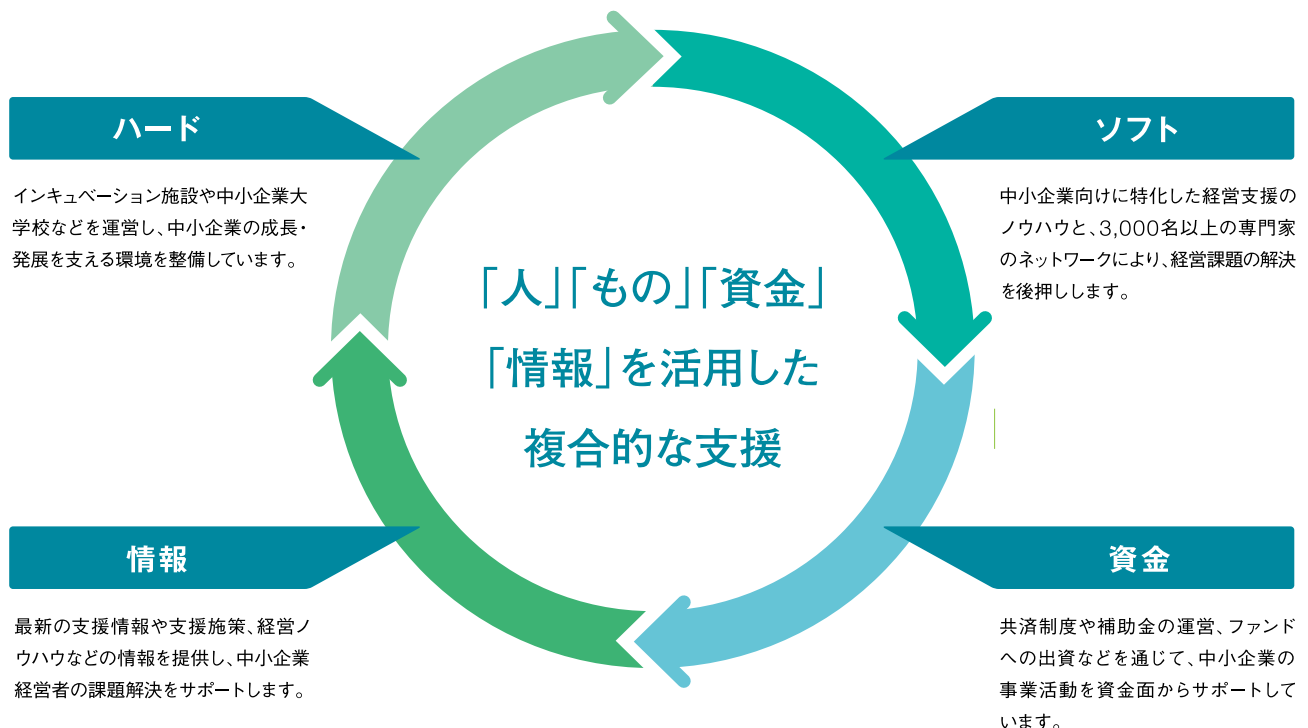 ハード
インキュベーション施設や中小企業大
学校などを運営し、中小企業の成長・
発展を支える環境を整備しています。
ソフト
中小企業向けに特化した経営支援の
ノウハウと、3,000名以上の専門家
のネットワークにより、経営課題の解決
を後押しします。
「人」「もの」「資金」
「情報」を活用した
複合的な支援
情報
最新の支援情報や支援施策、経営ノ
ウハウなどの情報を提供し、中小企業
経営者の課題解決をサポートします。
資金
共済制度や補助金の運営、ファンド
への出資などを通じて、中小企業の
事業活動を資金面からサポートして
います。